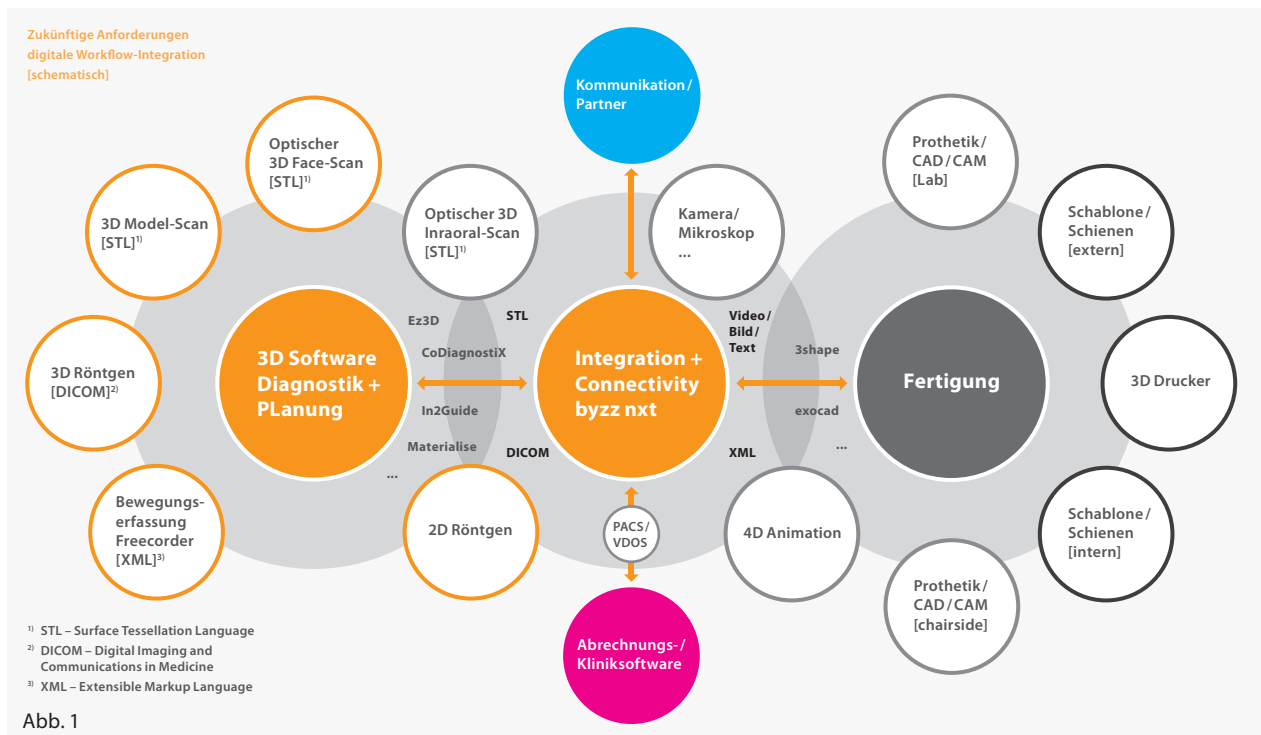 Zukünftige Anforderungen
digitale Workflow-Integration
[schematisch]
Kommunikation /
Partner
Optischer
3D Face-Scan
[STL]¹⁾
3D Model-Scan
[STL]¹⁾
Optischer 3D
Inraoral-Scan
[STL]¹⁾
Kamera/
Mikroskop
...
Prothetik /
CAD / CAM
[Lab]
Schablone /
Schienen
[extern]
3D Röntgen
[DICOM]²⁾
3D Software
Diagnostik +
PLanung
Ez3D
CoDiagnostiX
In2Guide
Materialise
...
STL
DICOM
Integration +
Connectivity
byzz nxt
Video /
Bild /
Text
XML
3shape
exocad
...
Fertigung
3D Drucker
Bewegungs-
erfassung
Freecorder
[XML]³⁾
2D Röntgen
PACS /
VDOS
4D Animation
Schablone /
Schienen
[intern]
Prothetik /
CAD / CAM
[chairside]
Abrechnungs- /
Kliniksoftware
¹⁾ STL – Surface Tessellation Language
²⁾ DICOM – Digital Imaging and
Communications in Medicine
³⁾ XML – Extensible Markup Language
Abb. 1